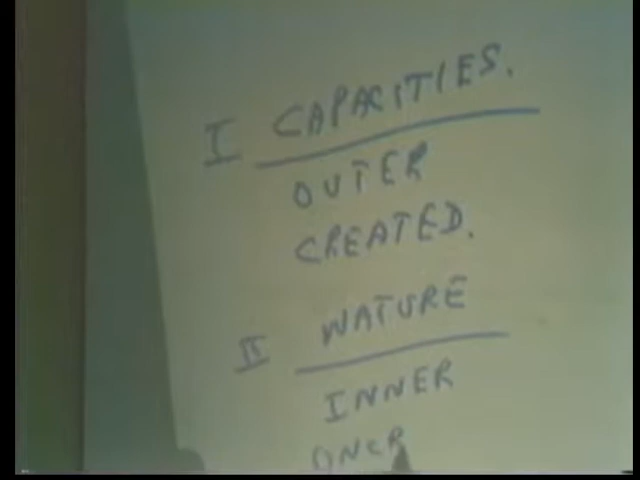 I CAPACITIES.
OUTER
CREATED.
II NATURE
INNER